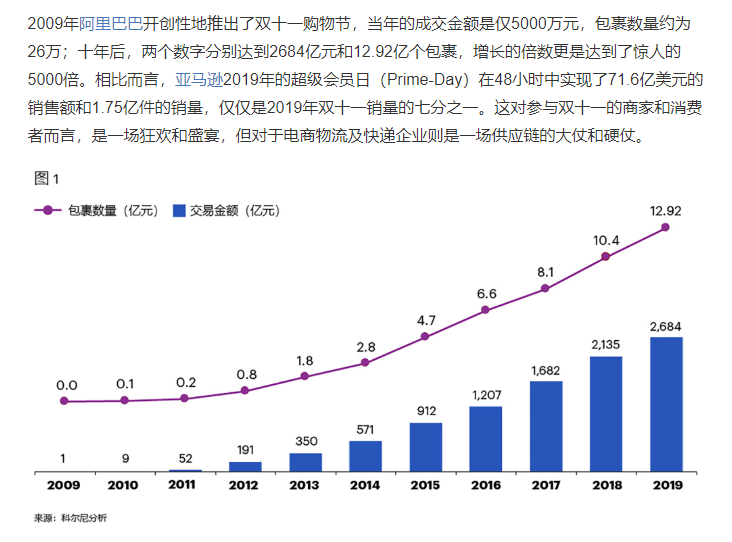 2009年阿里巴巴开创性地推出了双十一购物节，当年的成交金额是仅5000万元，包裹数量约为
26万；十年后，两个数字分别达到2684亿元和12.92亿个包裹，增长的倍数更是达到了惊人的
5000倍。相比而言，亚马逊2019年的超级会员日（Prime-Day）在48小时中实现了71.6亿美元的
销售额和1.75亿件的销量，仅仅是2019年双十一销量的七分之一。这对参与双十一的商家和消费
者而言，是一场狂欢和盛宴，但对于电商物流及快递企业则是一场供应链的大仗和硬仗。
图1
包裹数量（亿元） 交易金额（亿元）
0.0 0.1 0.2 0.8 1.8 2.8 4.7 6.6 8.1 10.4 12.92
1 9 52 191 350 571 912 1,207 1,682 2,135 2,684
2009 2010 2011 2012 2013 2014 2015 2016 2017 2018 2019
来源：科尔尼分析